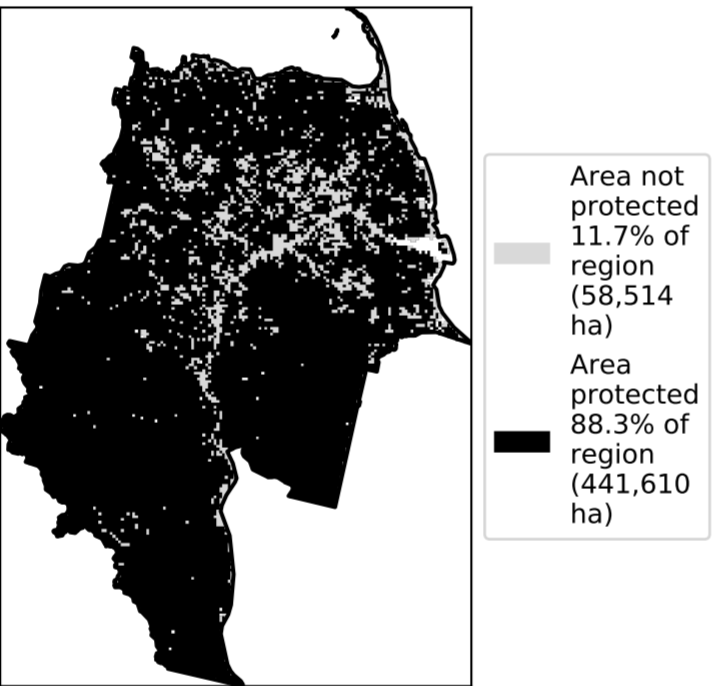 Area not
protected
11.7% of
region
(58,514
ha)
Area
protected
88.3% of
region
(441,610
ha)